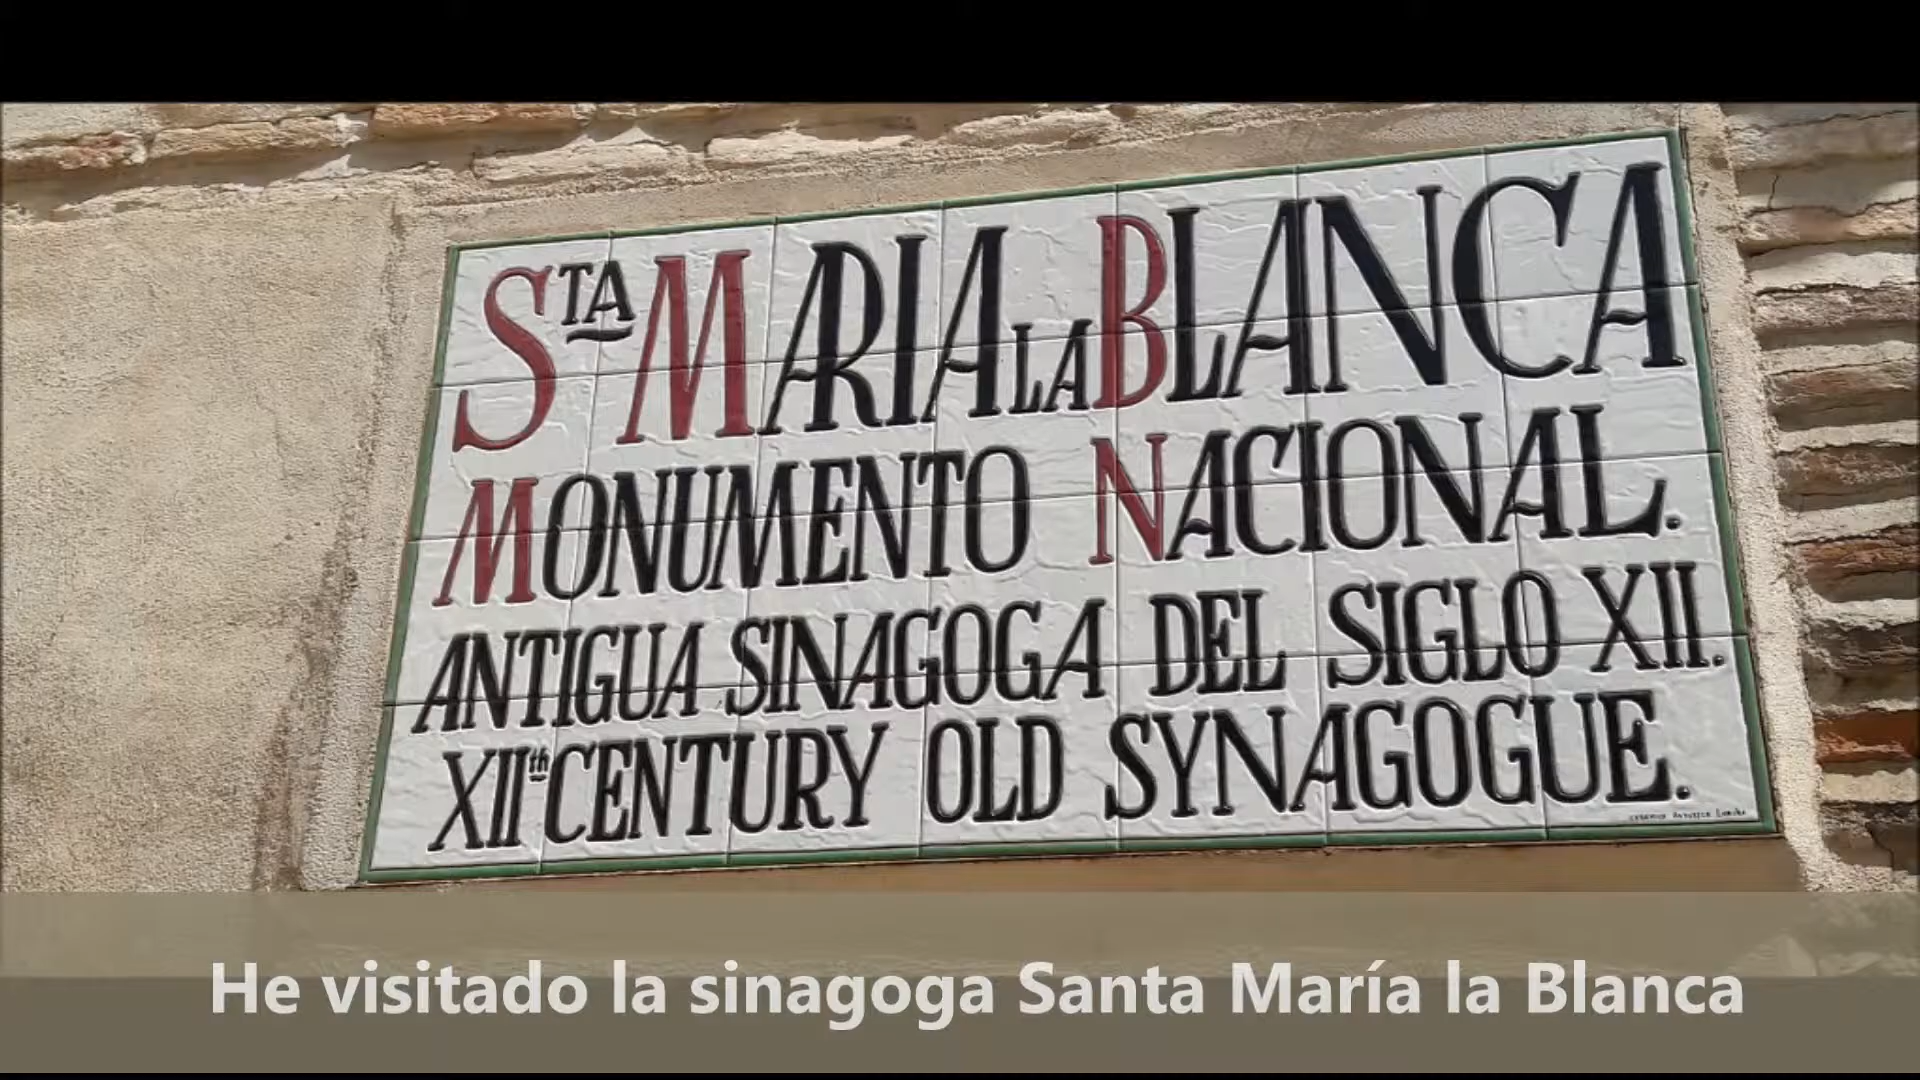 STA MARIA LA BLANCA
MONUMENTO NACIONAL.
ANTIGUA SINAGOGA DEL SIGLO XII.
XIIth CENTURY OLD SYNAGOGUE.
He visitado la sinagoga Santa María la Blanca